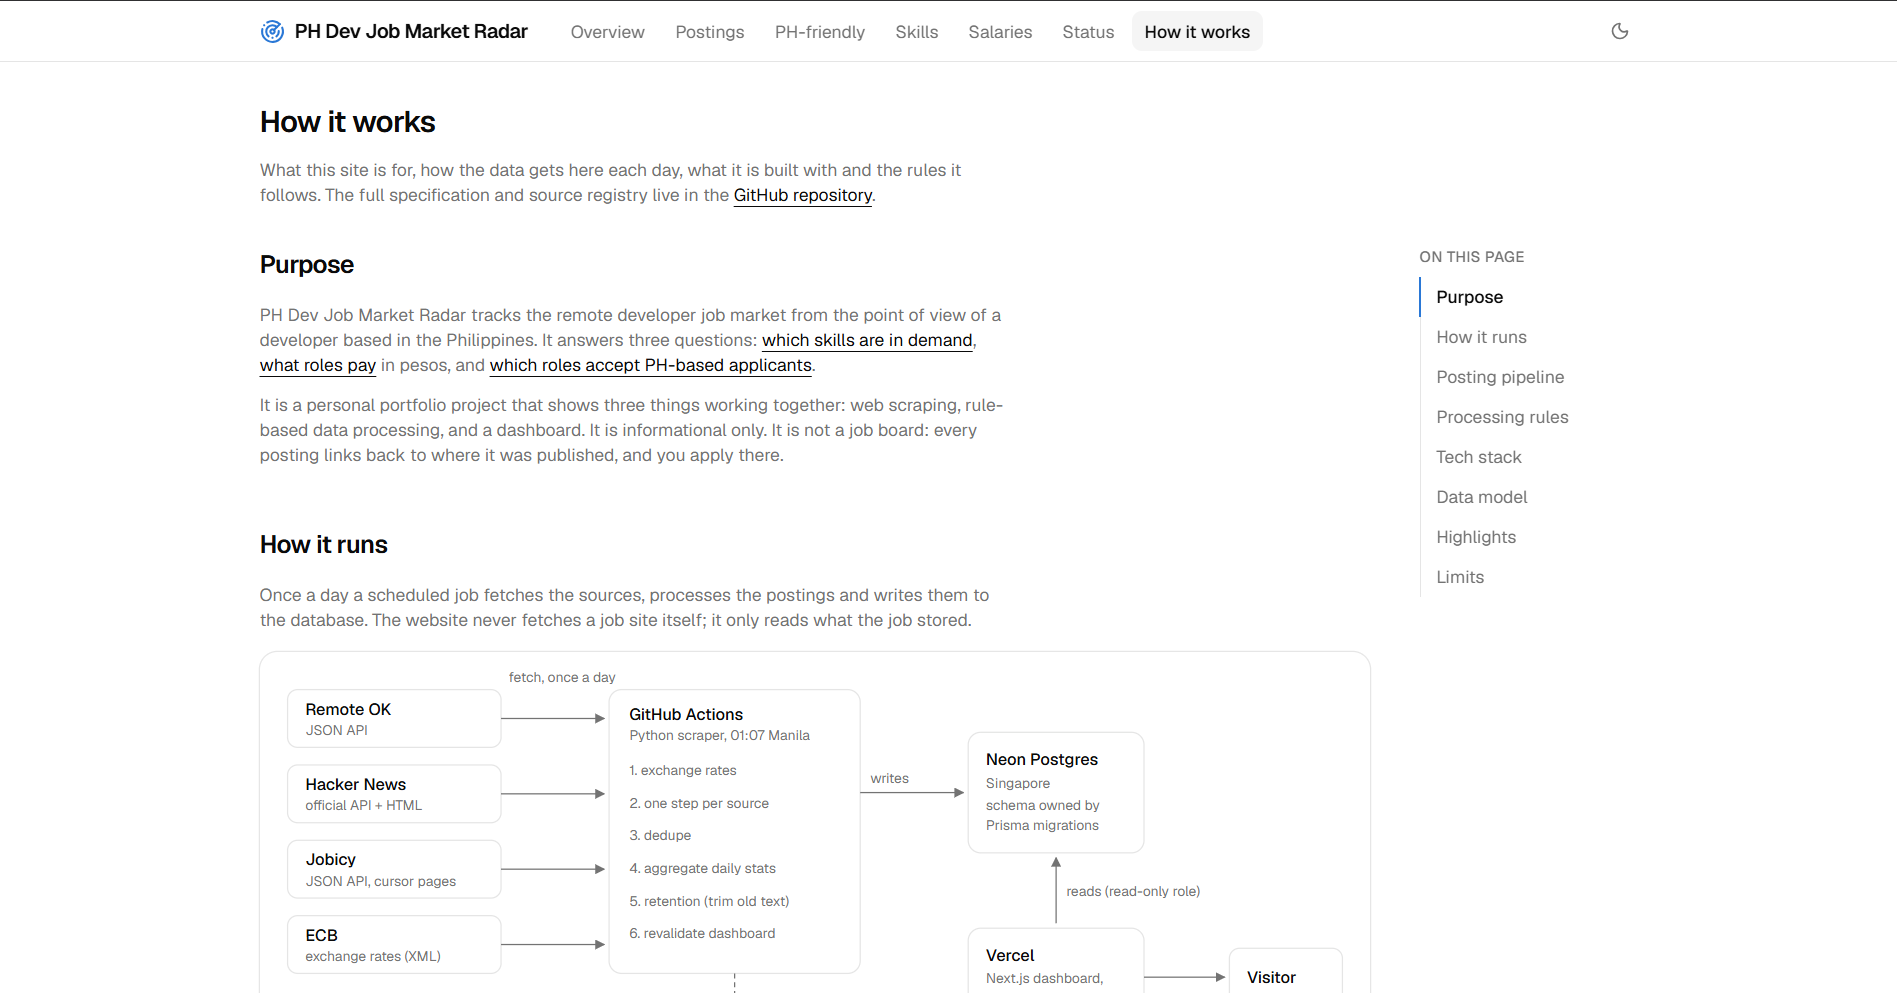 PH Dev Job Market Radar
Overview
Postings
PH-friendly
Skills
Salaries
Status
How it works
How it works
What this site is for, how the data gets here each day, what it is built with and the rules it
follows. The full specification and source registry live in the GitHub repository.
Purpose
PH Dev Job Market Radar tracks the remote developer job market from the point of view of a
developer based in the Philippines. It answers three questions: which skills are in demand,
what roles pay in pesos, and which roles accept PH-based applicants.
It is a personal portfolio project that shows three things working together: web scraping, rule-
based data processing, and a dashboard. It is informational only. It is not a job board: every
posting links back to where it was published, and you apply there.
ON THIS PAGE
Purpose
How it runs
Posting pipeline
Processing rules
Tech stack
Data model
Highlights
Limits
How it runs
Once a day a scheduled job fetches the sources, processes the postings and writes them to
the database. The website never fetches a job site itself; it only reads what the job stored.
fetch, once a day
Remote OK
JSON API
Hacker News
official API + HTML
Jobicy
JSON API, cursor pages
ECB
exchange rates (XML)
GitHub Actions
Python scraper, 01:07 Manila
1. exchange rates
2. one step per source
3. dedupe
4. aggregate daily stats
5. retention (trim old text)
6. revalidate dashboard
writes
Neon Postgres
Singapore
schema owned by
Prisma migrations
reads (read-only role)
Vercel
Next.js dashboard,
Visitor